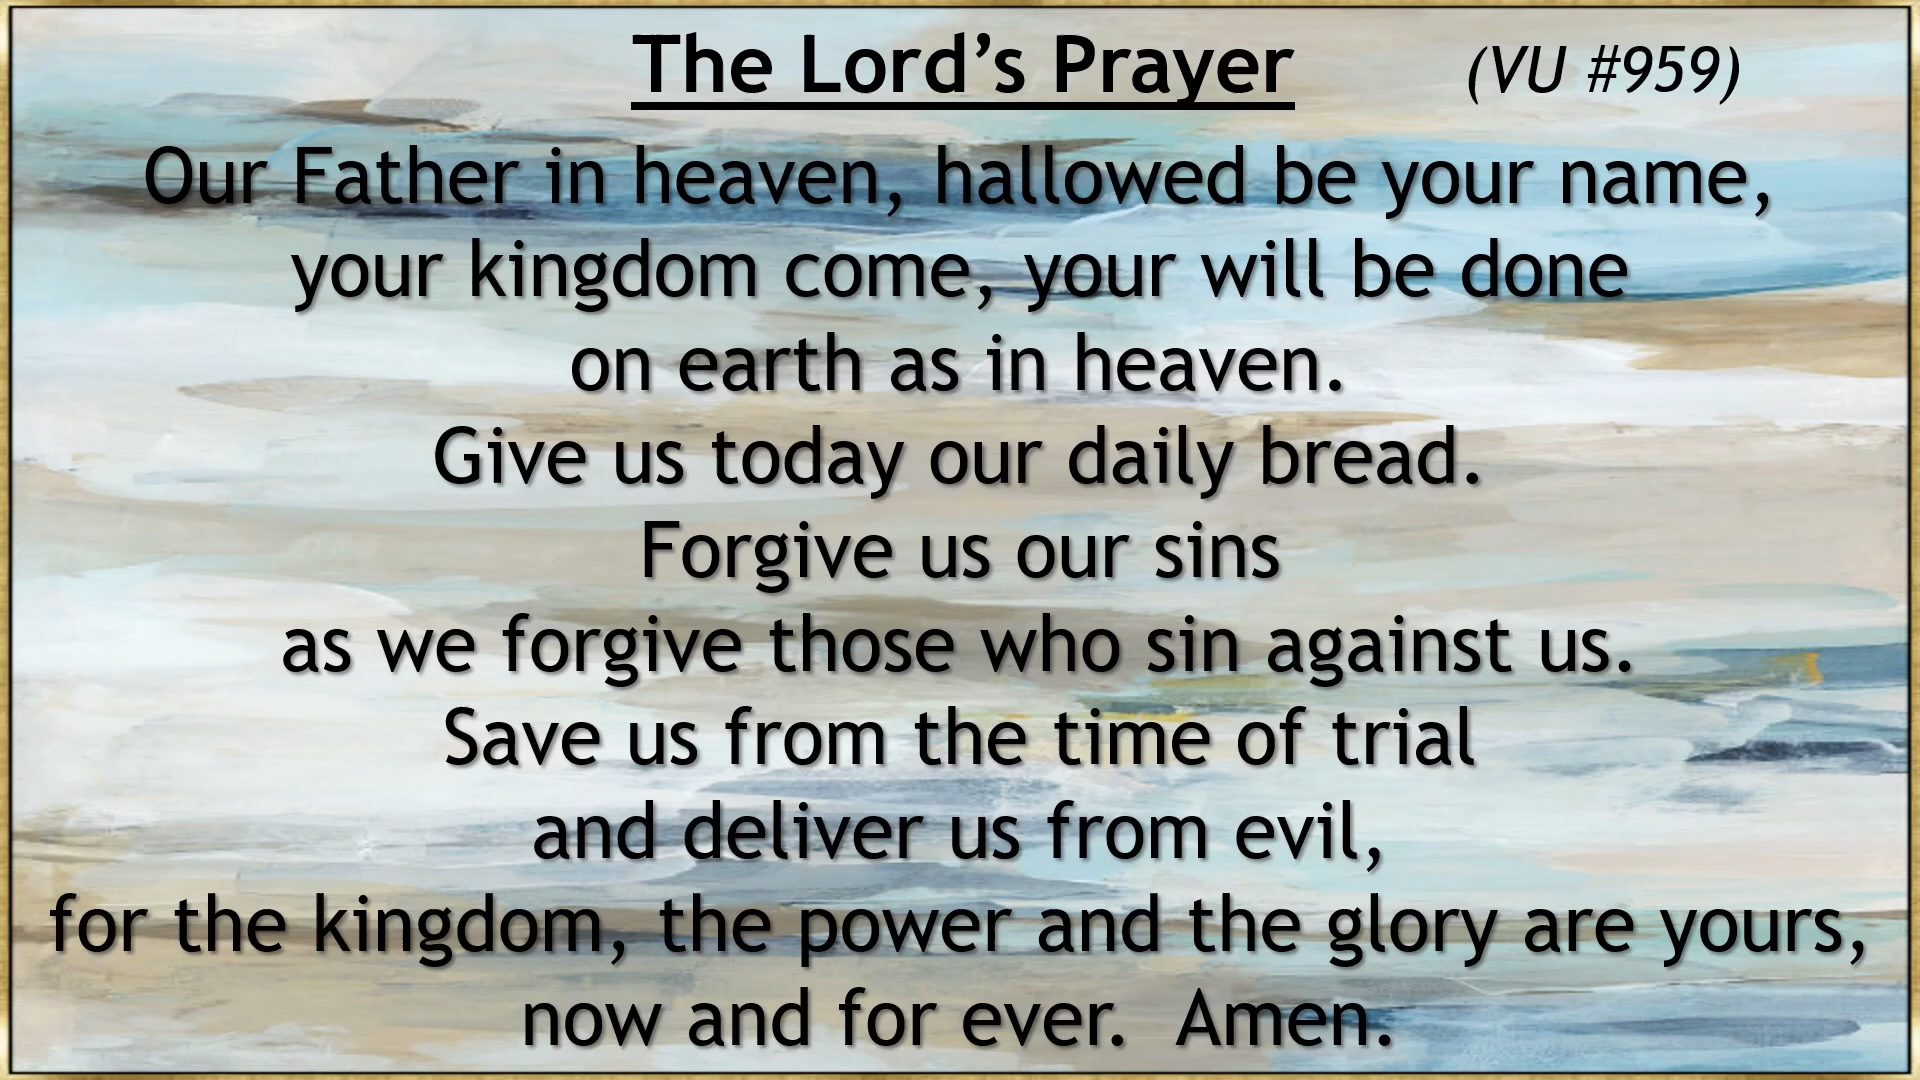 The Lord’s Prayer (VU #959)
Our Father in heaven, hallowed be your name,
your kingdom come, your will be done
on earth as in heaven.
Give us today our daily bread.
Forgive us our sins
as we forgive those who sin against us.
Save us from the time of trial
and deliver us from evil,
for the kingdom, the power and the glory are yours,
now and for ever.  Amen.